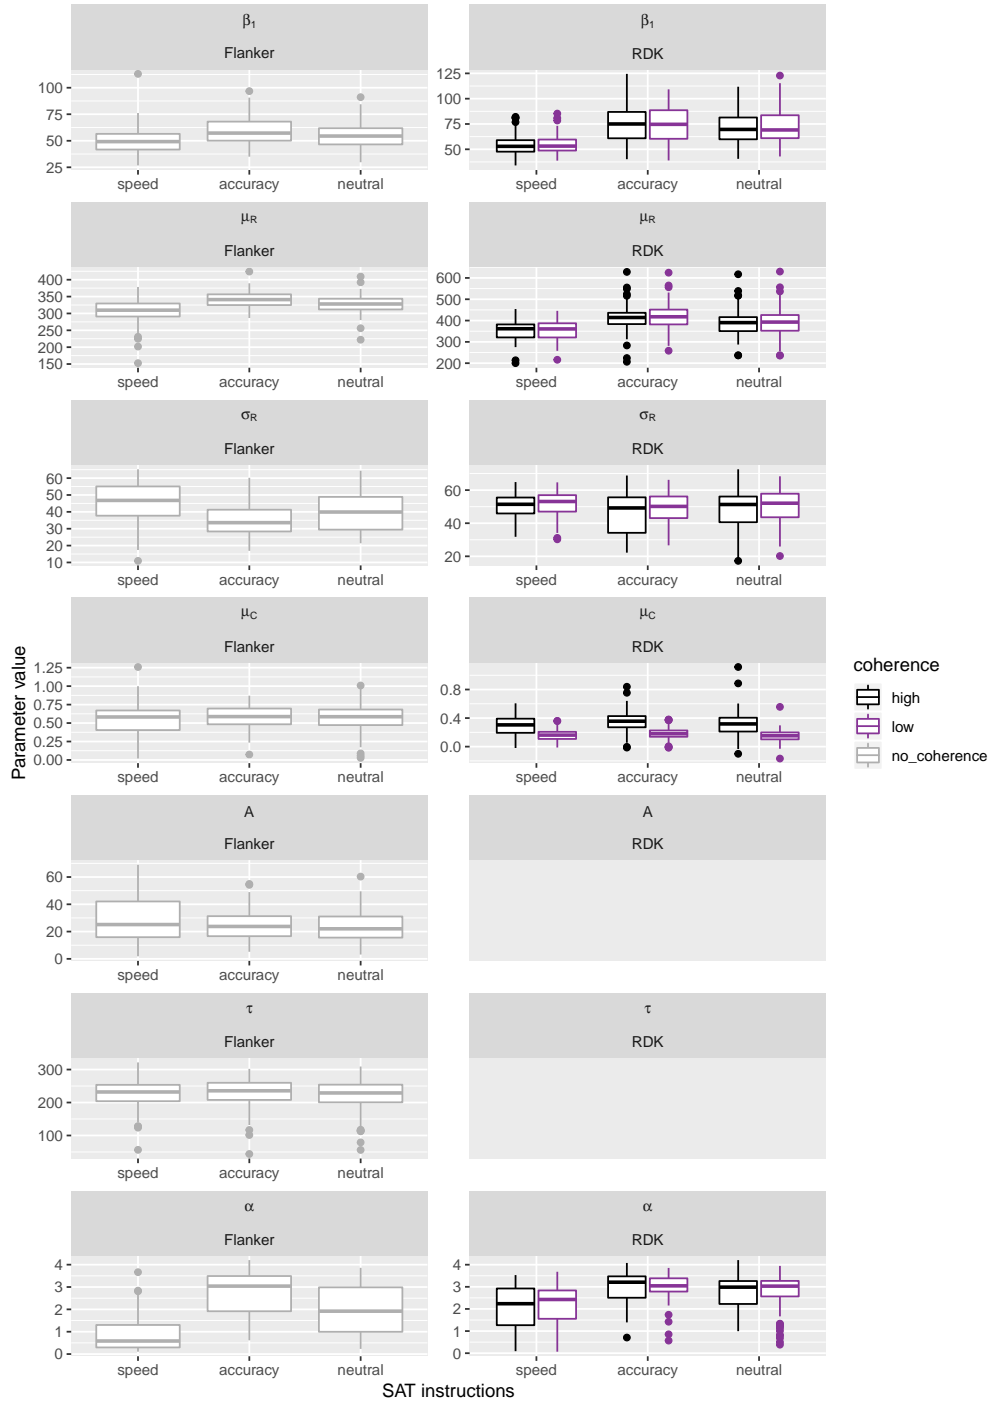 β1 β1
Flanker RDK
100
75
50
25
125
100
75
50
speed accuracy neutral speed accuracy neutral
μR μR
Flanker RDK
400
350
300
250
200
150
600
500
400
300
200
speed accuracy neutral speed accuracy neutral
σR σR
Flanker RDK
60
50
40
30
20
10
60
40
20
speed accuracy neutral speed accuracy neutral
μC μC
Flanker RDK
1.25
1.00
0.75
0.50
0.25
0.00
0.8
0.4
0.0
speed accuracy neutral speed accuracy neutral
A A
Flanker RDK
60
40
20
0
speed accuracy neutral
τ τ
Flanker RDK
300
200
100
speed accuracy neutral
α α
Flanker RDK
4
3
2
1
0
4
3
2
1
0
speed accuracy neutral speed accuracy neutral
SAT instructions
Parameter value
coherence
high
low
no_coherence